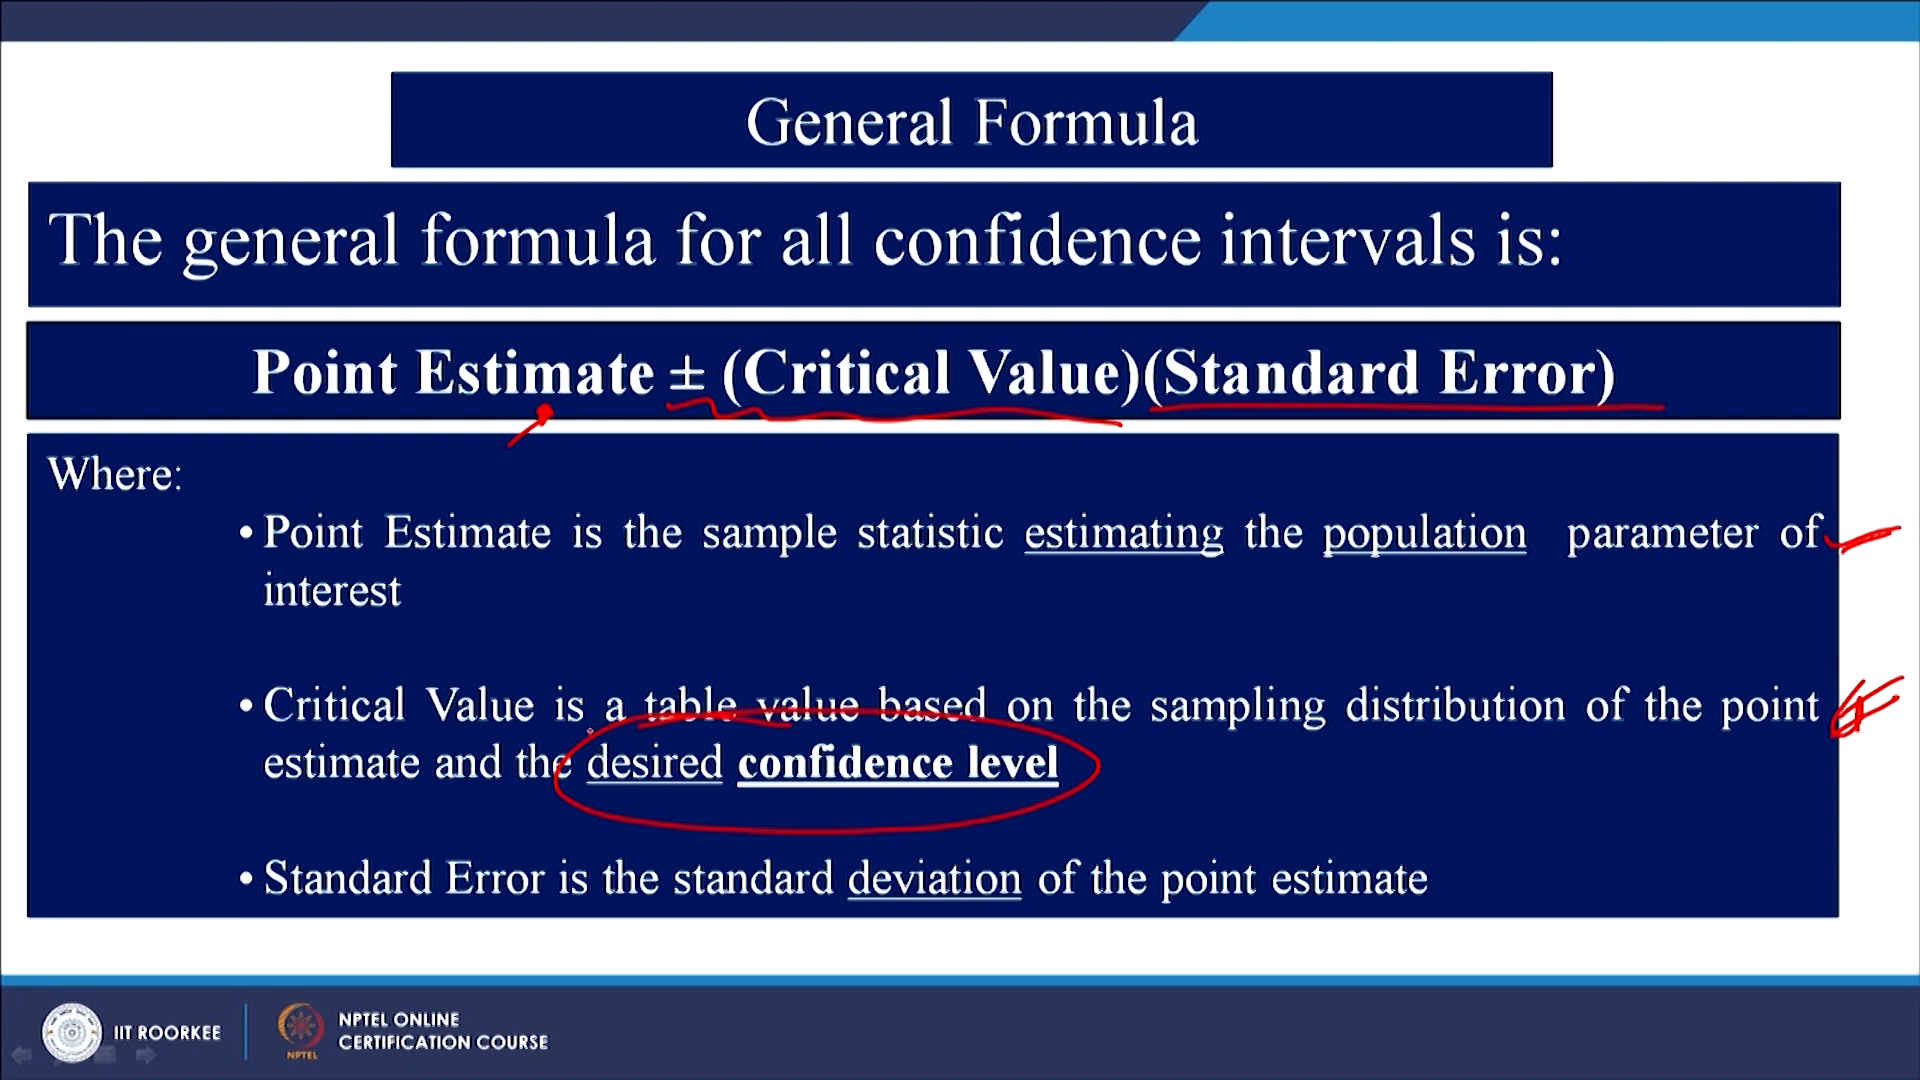 General Formula
The general formula for all confidence intervals is:
Point Estimate ± (Critical Value)(Standard Error)
Where:
• Point Estimate is the sample statistic estimating the population parameter of
interest
• Critical Value is a table value based on the sampling distribution of the point
estimate and the desired confidence level
• Standard Error is the standard deviation of the point estimate
IIT ROORKEE
NPTEL
NPTEL ONLINE
CERTIFICATION COURSE